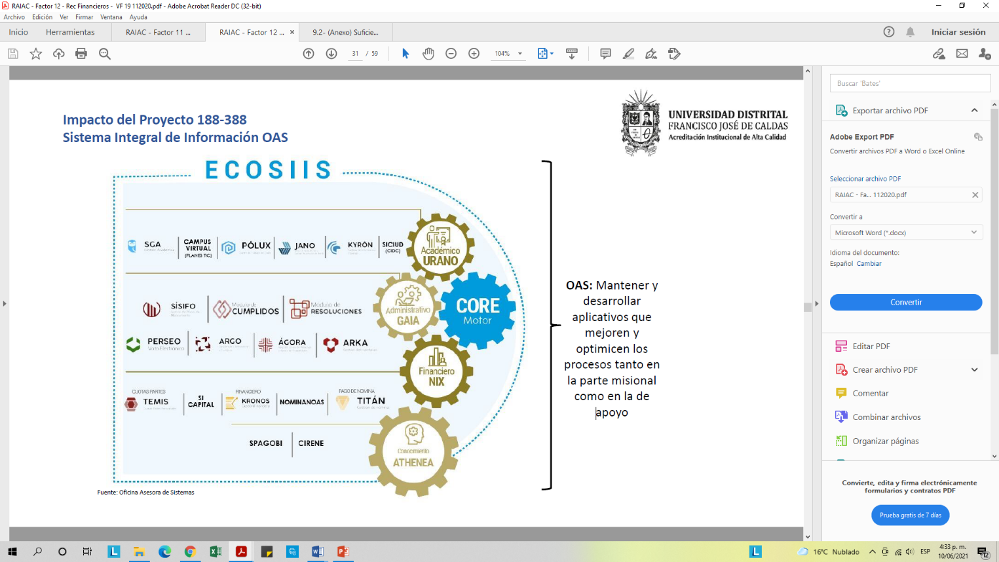 RAIAC - Factor 12 - Rec Financieros - VF 19 112020.pdf - Adobe Acrobat Reader DC (32-bit)
Archivo Edición Ver Firmar Ventana Ayuda
Inicio Herramientas RAIAC - Factor 11 ... RAIAC - Factor 12 ... × 9.2- (Anexo) Suficie... Iniciar sesión
31 / 59 104%
Impacto del Proyecto 188-388
Sistema Integral de Información OAS
UNIVERSIDAD DISTRITAL
FRANCISCO JOSÉ DE CALDAS
Acreditación Institucional de Alta Calidad
ECOSIIS
SGA
CAMPUS
VIRTUAL
(PLANES TIC)
PÓLUX
JANO
KYRÓN
SICIUD
(CIDC)
Académico
URANO
SÍSIFO
Módulo de
CUMPLIDOS
Módulo de
RESOLUCIONES
Administrativo
GAIA
CORE
Motor
PERSEO
Voto Electrónico
ARGO
ÁGORA
ARKA
Financiero
NIX
CUOTAS PARTES
TEMIS
SI
CAPITAL
FINANCIERO
KRONOS
NOMINANOAS
PAGO DE NOMINA
TITÁN
SPAGOBI
CIRENE
Conocimiento
ATHENEA
Fuente: Oficina Asesora de Sistemas
OAS: Mantener y
desarrollar
aplicativos que
mejoren y
optimicen los
procesos tanto en
la parte misional
como en la de
apoyo
Buscar 'Bates'
Exportar archivo PDF
Adobe Export PDF
Convertir archivos PDF a Word o Excel Online
Seleccionar archivo PDF
RAIAC - Fa... 112020.pdf
Convertir a
Microsoft Word (*.docx)
Idioma del documento:
Español Cambiar
Convertir
Editar PDF
Crear archivo PDF
Comentar
Combinar archivos
Organizar páginas
Convierte, edita y firma electrónicamente
formularios y contratos PDF
Prueba gratis de 7 días
16°C Nublado
ESP
4:33 p. m.
10/06/2021
12